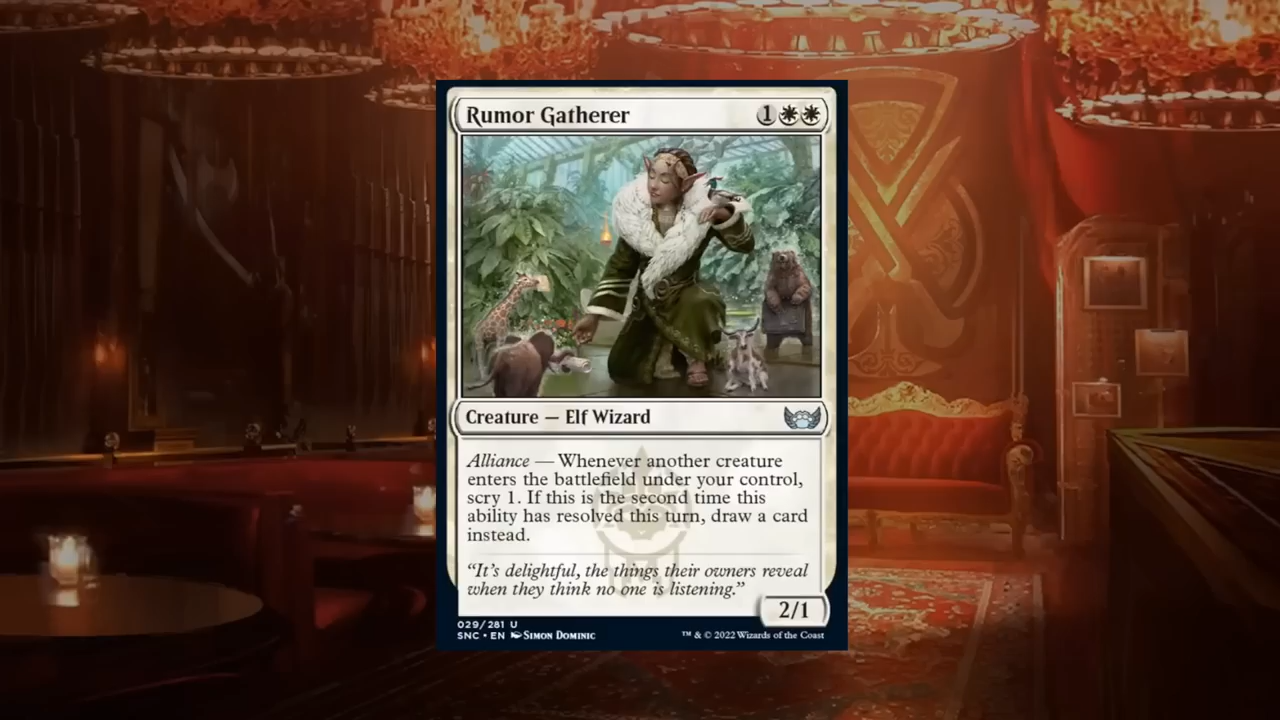 Rumor Gatherer 1
Creature — Elf Wizard
Alliance — Whenever another creature
enters the battlefield under your control,
scry 1. If this is the second time this
ability has resolved this turn, draw a card
instead.
“It’s delightful, the things their owners reveal
when they think no one is listening.”
2/1
029/281 U
SNC • EN Simon Dominic
™ & © 2022 Wizards of the Coast